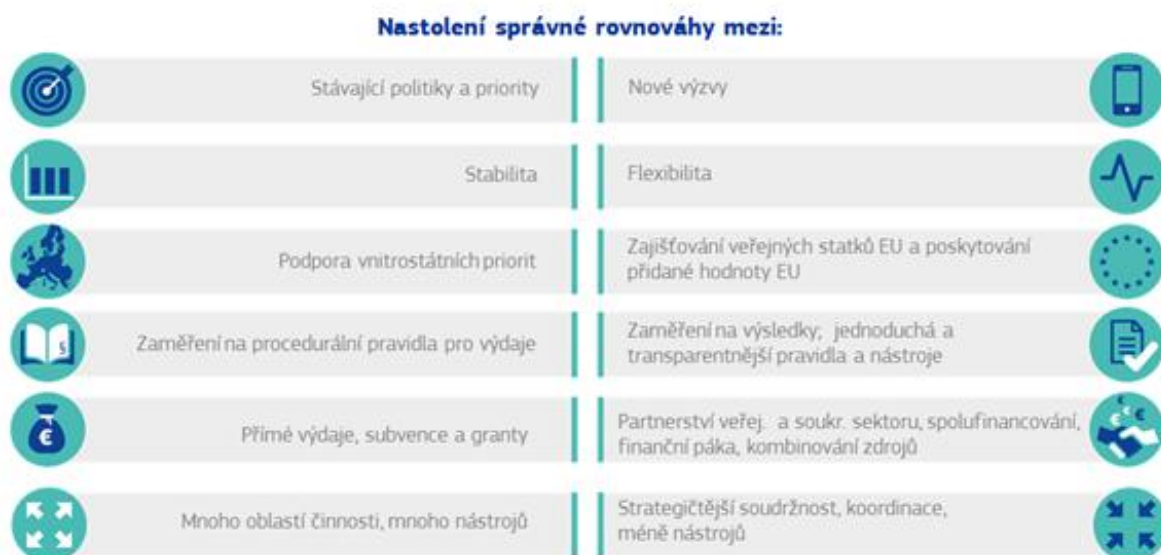 Nastolení správné rovnováhy mezi:
Stávající politiky a priority
Nové výzvy
Stabilita
Flexibilita
Podpora vnitrostátních priorit
Zajišťování veřejných statků EU a poskytování
přidané hodnoty EU
Zaměření na procedurální pravidla pro výdaje
Zaměření na výsledky; jednoduchá a
transparentnější pravidla a nástroje
Přímé výdaje, subvence a granty
Partnerství veřej. a soukr. sektoru, spolufinancování,
finanční páka, kombinování zdrojů
Mnoho oblastí činnosti, mnoho nástrojů
Strategičtější soudržnost, koordinace,
méně nástrojů